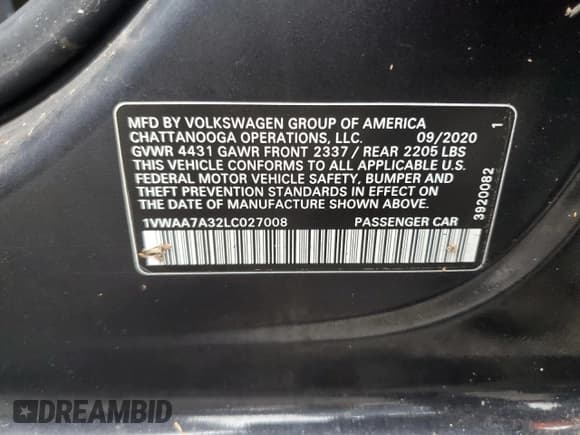 MFD BY VOLKSWAGEN GROUP OF AMERICA
CHATTANOOGA OPERATIONS, LLC. 09/2020
GVWR 4431 GAWR FRONT 2337 / REAR 2205 LBS
THIS VEHICLE CONFORMS TO ALL APPLICABLE U.S.
FEDERAL MOTOR VEHICLE SAFETY, BUMPER AND
THEFT PREVENTION STANDARDS IN EFFECT ON
THE DATE OF MANUFACTURE SHOWN ABOVE.
1VWAA7A32LC027008 PASSENGER CAR
3920082 1
DREAMBID